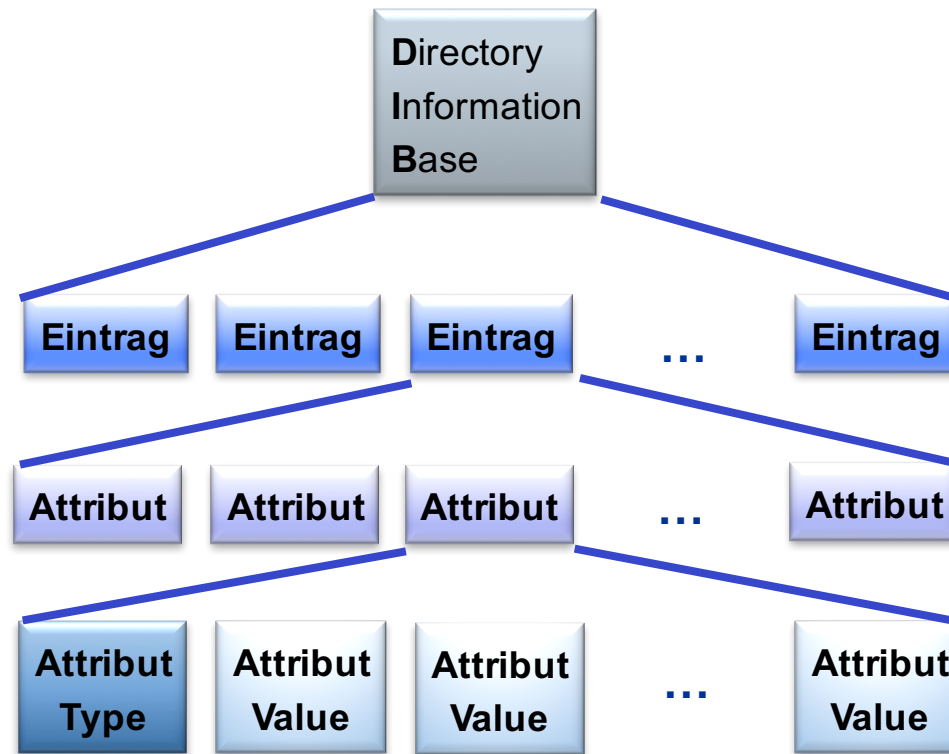 Directory
Information
Base
Eintrag Eintrag Eintrag ... Eintrag
Attribut Attribut Attribut ... Attribut
Attribut Attribut Attribut ... Attribut
Type Value Value Value